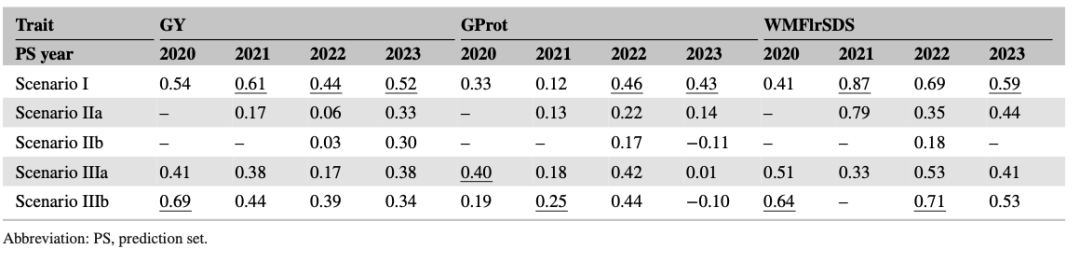 Trait GY GProt WMFlrSDS
PS year 2020 2021 2022 2023 2020 2021 2022 2023 2020 2021 2022 2023
Scenario I 0.54 0.61 0.44 0.52 0.33 0.12 0.46 0.43 0.41 0.87 0.69 0.59
Scenario IIa – 0.17 0.06 0.33 – 0.13 0.22 0.14 – 0.79 0.35 0.44
Scenario IIb – – 0.03 0.30 – – 0.17 −0.11 – – 0.18 –
Scenario IIIa 0.41 0.38 0.17 0.38 0.40 0.18 0.42 0.01 0.51 0.33 0.53 0.41
Scenario IIIb 0.69 0.44 0.39 0.34 0.19 0.25 0.44 −0.10 0.64 – 0.71 0.53
Abbreviation: PS, prediction set.